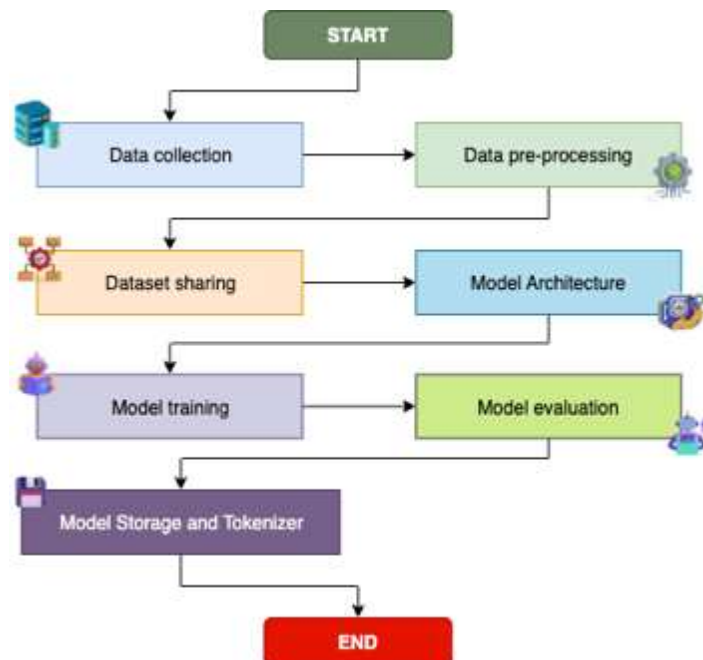 START
Data collection
Data pre-processing
Dataset sharing
Model Architecture
Model training
Model evaluation
Model Storage and Tokenizer
END